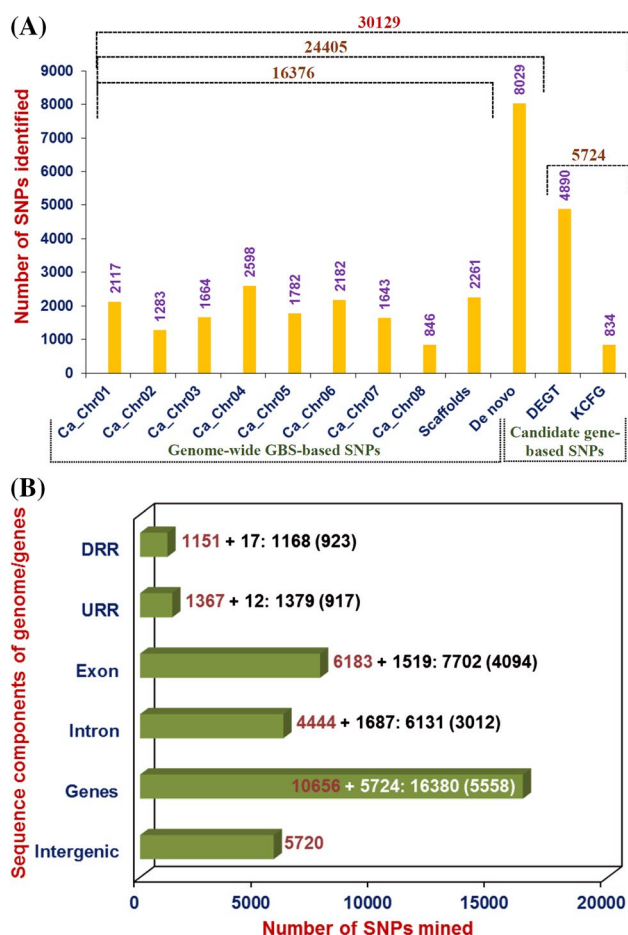 (A)
30129
24405
16376
5724
Number of SNPs identified
9000
8000
7000
6000
5000
4000
3000
2000
1000
0
2117
1283
1664
2598
1782
2182
1643
846
2261
8029
4890
834
Ca_Chr01
Ca_Chr02
Ca_Chr03
Ca_Chr04
Ca_Chr05
Ca_Chr06
Ca_Chr07
Ca_Chr08
Scaffolds
De novo
DEGT
KCFG
Genome-wide GBS-based SNPs
Candidate gene-
based SNPs
(B)
Sequence components of genome/genes
DRR
1151 + 17: 1168 (923)
URR
1367 + 12: 1379 (917)
Exon
6183 + 1519: 7702 (4094)
Intron
4444 + 1687: 6131 (3012)
Genes
10656 + 5724: 16380 (5558)
Intergenic
5720
0
5000
10000
15000
20000
Number of SNPs mined